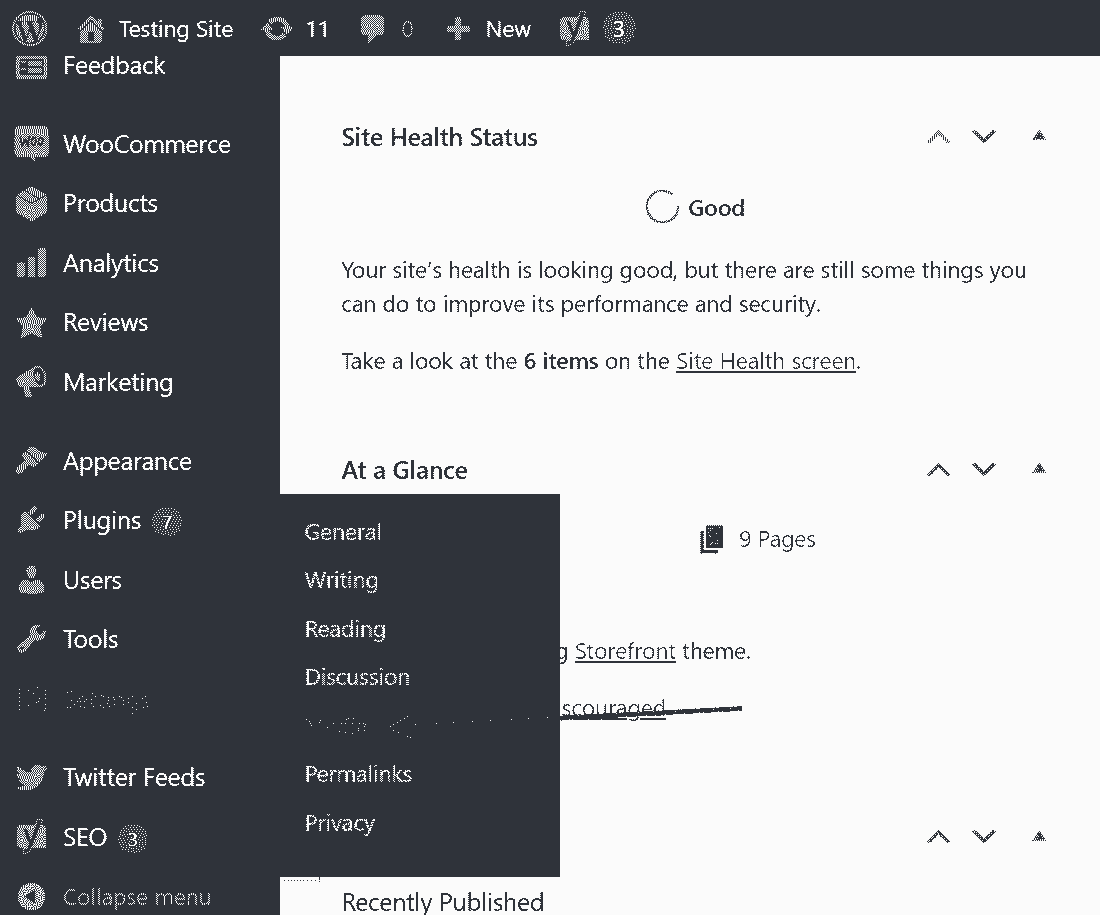 Testing Site 11 0 New 3
Feedback
WooCommerce
Products
Analytics
Reviews
Marketing
Appearance
Plugins 7
Users
Tools
Settings
Twitter Feeds
SEO 3
Collapse menu
General
Writing
Reading
Discussion
Media
Permalinks
Privacy
Site Health Status
Good
Your site's health is looking good, but there are still some things you
can do to improve its performance and security.
Take a look at the 6 items on the Site Health screen.
At a Glance
9 Pages
g Storefront theme.
scouraged
Recently Published